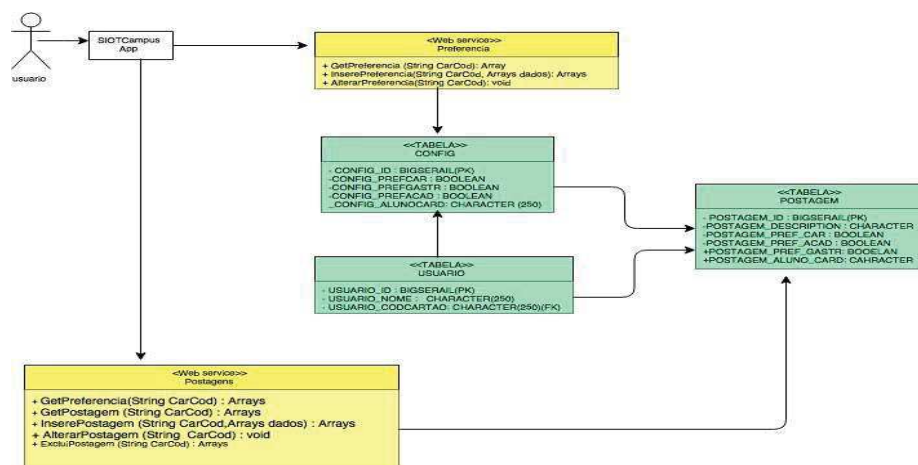 usuario
SIOTCampus
App
<Web service>>
Preferencia
+ GetPreferencia (String CarCod): Array
+ InserePreferencia(String CarCod, Arrays dados): Arrays
+ AlterarPreferencia(String CarCod): void
<<TABELA>>
CONFIG
- CONFIG_ID : BIGSERAIL(PK)
-CONFIG_PREFCAR : BOOLEAN
-CONFIG_PREFGASTR : BOOLEAN
-CONFIG_PREFACAD : BOOLEAN
_CONFIG_ALUNOCARD: CHARACTER (250)
<<TABELA>>
POSTAGEM
- POSTAGEM_ID : BIGSERAIL(PK)
-POSTAGEM_DESCRIPTION : CHARACTER
-POSTAGEM_PREF_CAR : BOOLEAN
-POSTAGEM_PREF_ACAD : BOOLEAN
+POSTAGEM_PREF_GASTR: BOOELAN
+POSTAGEM_ALUNO_CARD: CAHRACTER
<<TABELA>>
USUARIO
- USUARIO_ID : BIGSERAIL(PK)
- USUARIO_NOME : CHARACTER(250)
- USUARIO_CODCARTAO: CHARACTER(250)(FK)
<Web service>>
Postagens
+ GetPreferencia(String CarCod) : Arrays
+ GetPostagem (String CarCod) : Arrays
+ InserePostagem (String CarCod,Arrays dados) : Arrays
+ AlterarPostagem (String CarCod) : void
+ ExcluiPostagem (String CarCod) : Arrays